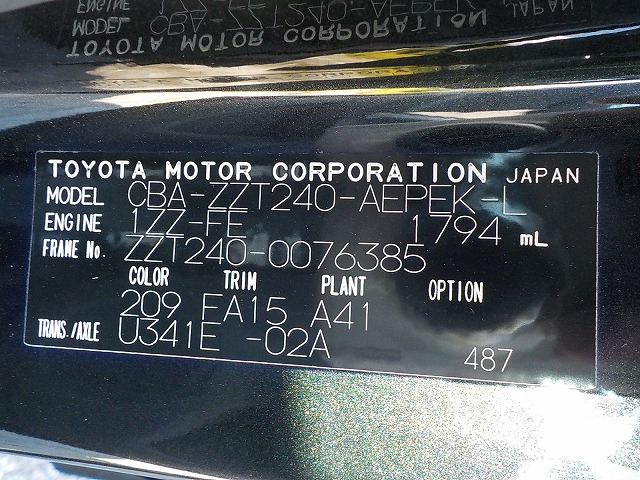 TOYOTA MOTOR CORPORATION JAPAN
MODEL CBA-ZZT240-AEPEK-L
ENGINE 1ZZ-FE 1794 mL
FRAME No. ZZT240-0076385
COLOR TRIM PLANT OPTION
209 FA15 A41
TRANS./AXLE U341E -02A
487